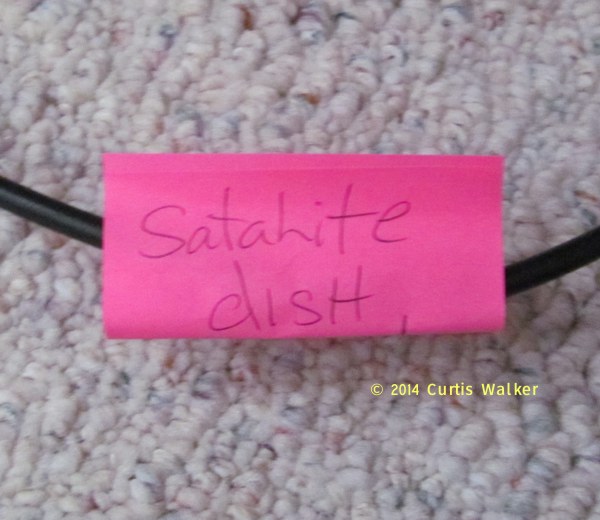 Satahite
dISH,
© 2014 Curtis Walker